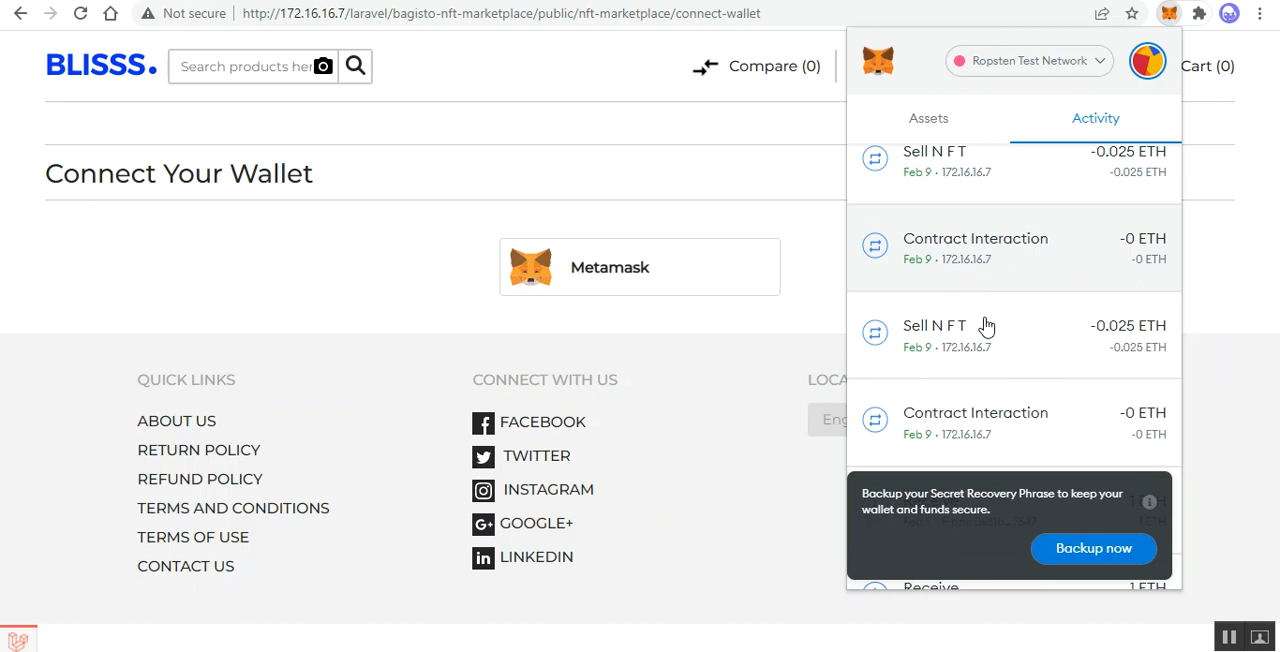 Not secure | http://172.16.16.7/laravel/bagisto-nft-marketplace/public/nft-marketplace/connect-wallet
BLISSS.
Search products her
Compare (0)
Cart (0)
Connect Your Wallet
Metamask
Ropsten Test Network
Assets
Activity
Sell N F T
-0.025 ETH
Feb 9 · 172.16.16.7
-0.025 ETH
Contract Interaction
-0 ETH
Feb 9 · 172.16.16.7
-0 ETH
Sell N F T
-0.025 ETH
Feb 9 · 172.16.16.7
-0.025 ETH
Contract Interaction
-0 ETH
Feb 9 · 172.16.16.7
-0 ETH
Backup your Secret Recovery Phrase to keep your
wallet and funds secure.
Backup now
Receive
1 ETH
QUICK LINKS
ABOUT US
RETURN POLICY
REFUND POLICY
TERMS AND CONDITIONS
TERMS OF USE
CONTACT US
CONNECT WITH US
FACEBOOK
TWITTER
INSTAGRAM
GOOGLE+
LINKEDIN
LOCA
Eng